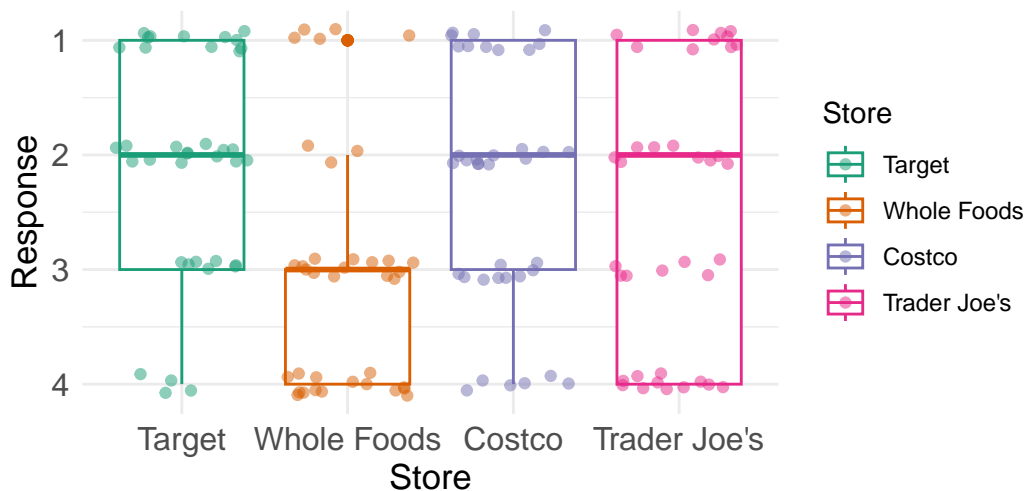 Response
1
2
3
4
Target Whole Foods Costco Trader Joe's
Store
Store
Target
Whole Foods
Costco
Trader Joe's